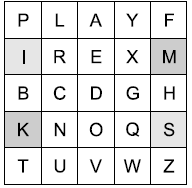 P L A Y F
I R E X M
B C D G H
K N O Q S
T U V W Z